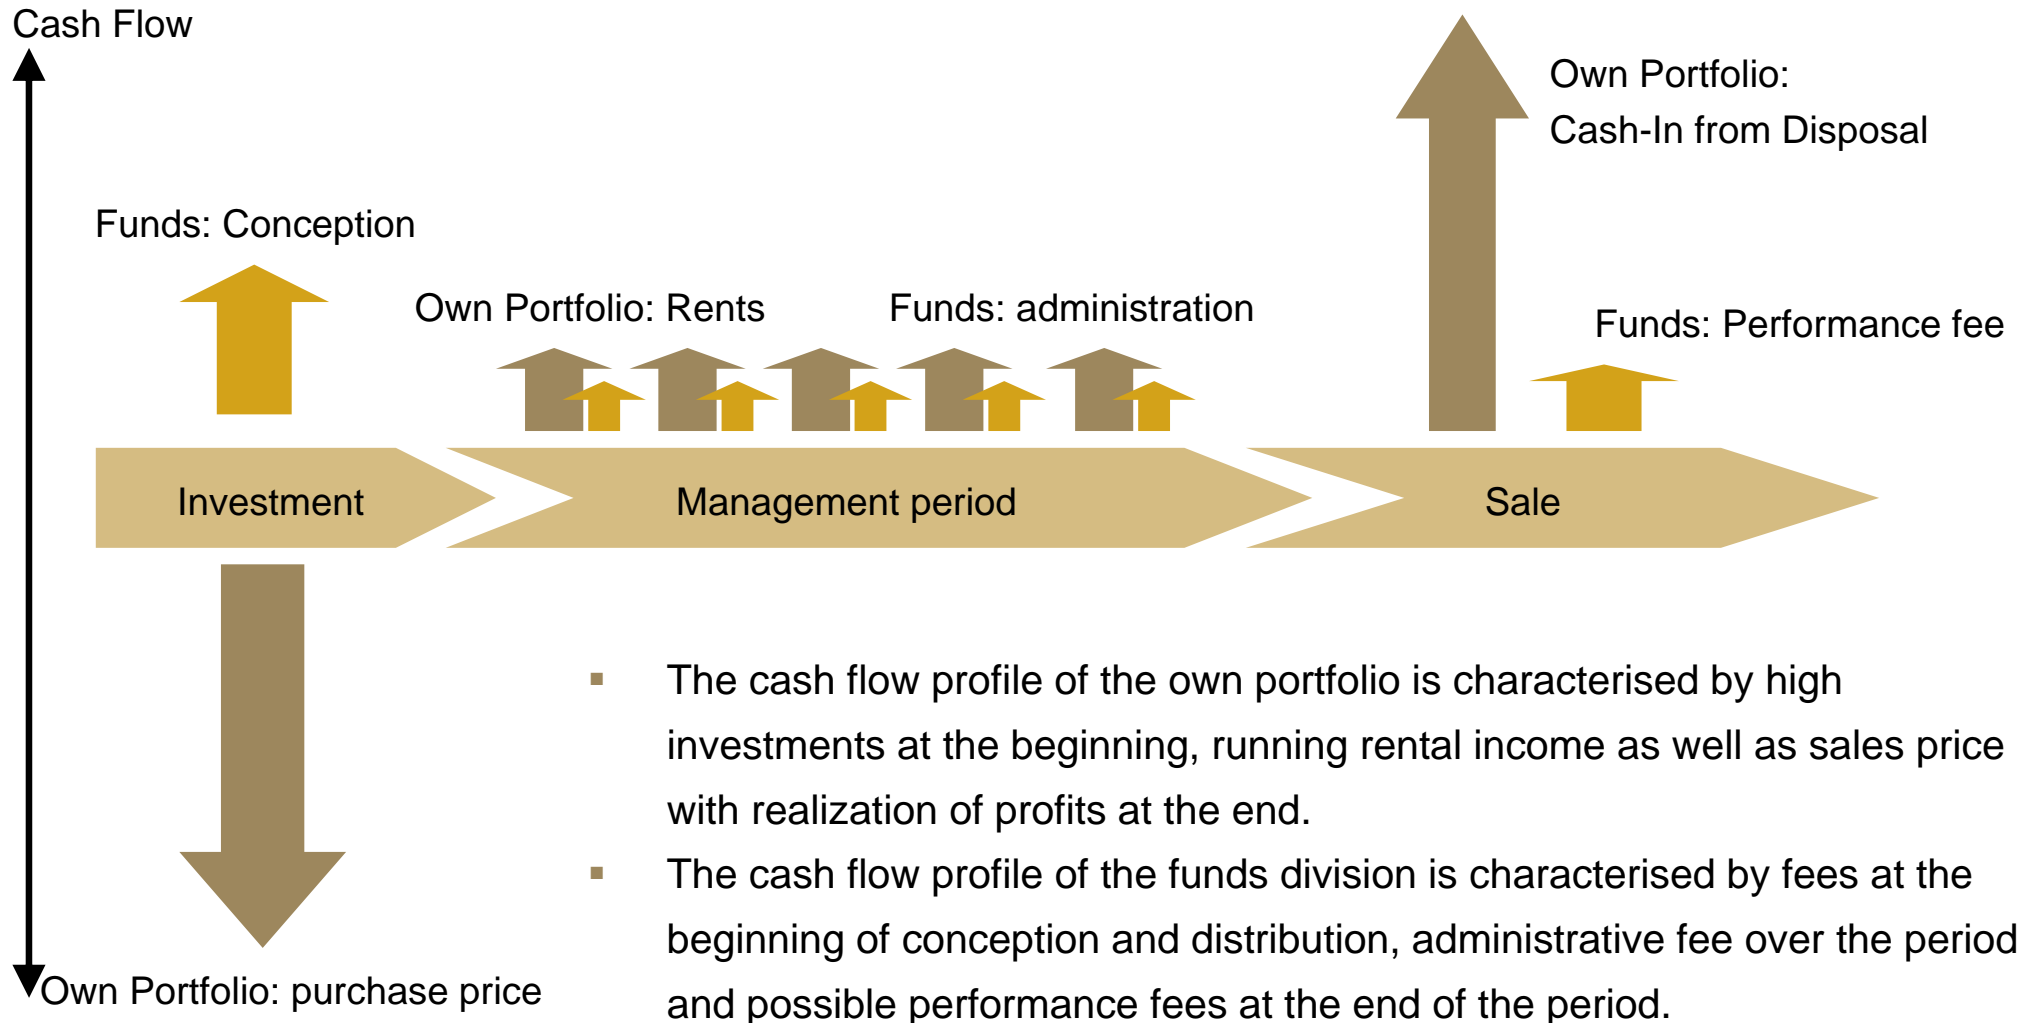 Cash Flow
Own Portfolio:
Cash-In from Disposal
Funds: Conception
Own Portfolio: Rents
Funds: administration
Funds: Performance fee
Investment
Management period
Sale
▪ The cash flow profile of the own portfolio is characterised by high
investments at the beginning, running rental income as well as sales price
with realization of profits at the end.
▪ The cash flow profile of the funds division is characterised by fees at the
beginning of conception and distribution, administrative fee over the period
and possible performance fees at the end of the period.
Own Portfolio: purchase price